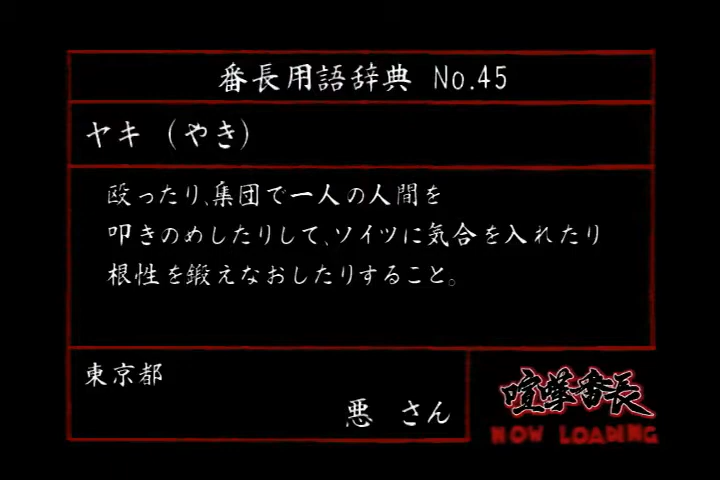 番長用語辞典 No.45
ヤキ (やき)
殴ったり、集団で一人の人間を
叩きのめしたりして、ソイツに気合を入れたり
根性を鍛えなおしたりすること。
東京都
悪 さん
喧嘩番長
NOW LOADING